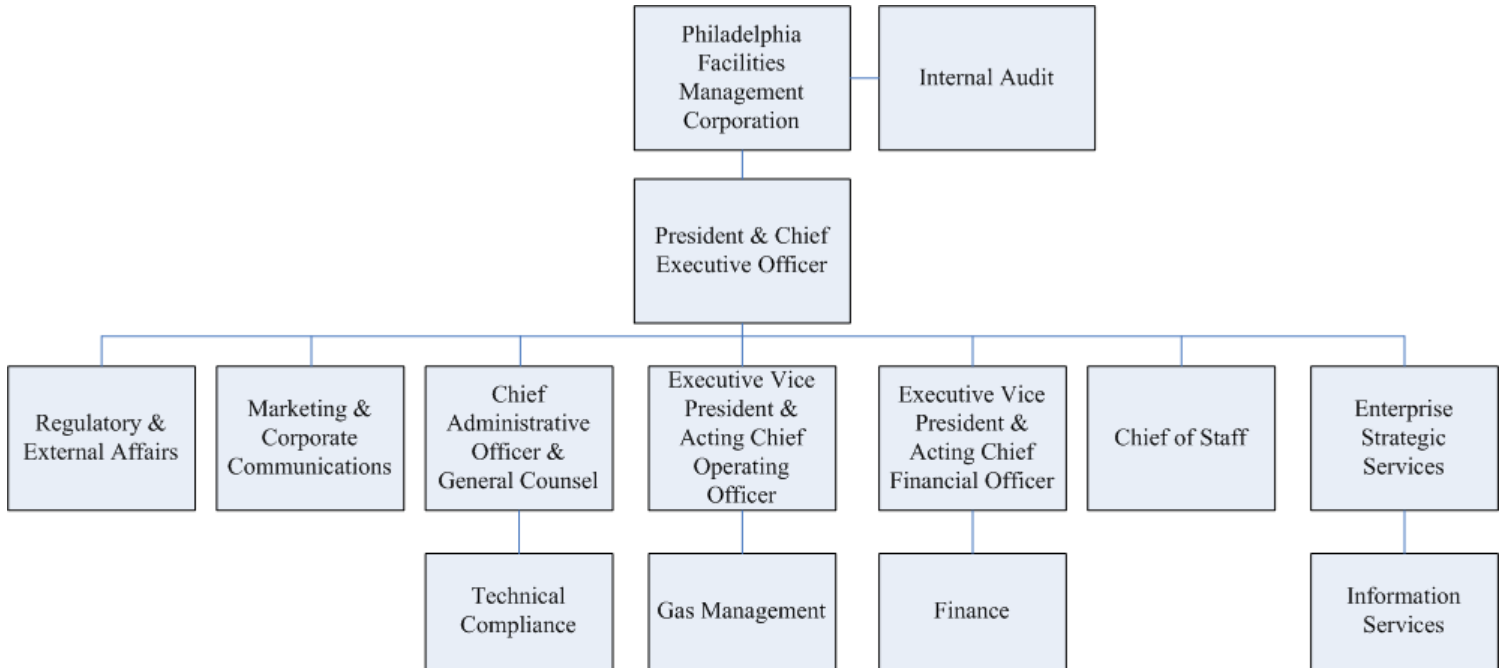 Philadelphia
Facilities
Management
Corporation
Internal Audit
President & Chief
Executive Officer
Regulatory &
External Affairs
Marketing &
Corporate
Communications
Chief
Administrative
Officer &
General Counsel
Executive Vice
President &
Acting Chief
Operating
Officer
Executive Vice
President &
Acting Chief
Financial Officer
Chief of Staff
Enterprise
Strategic
Services
Technical
Compliance
Gas Management
Finance
Information
Services